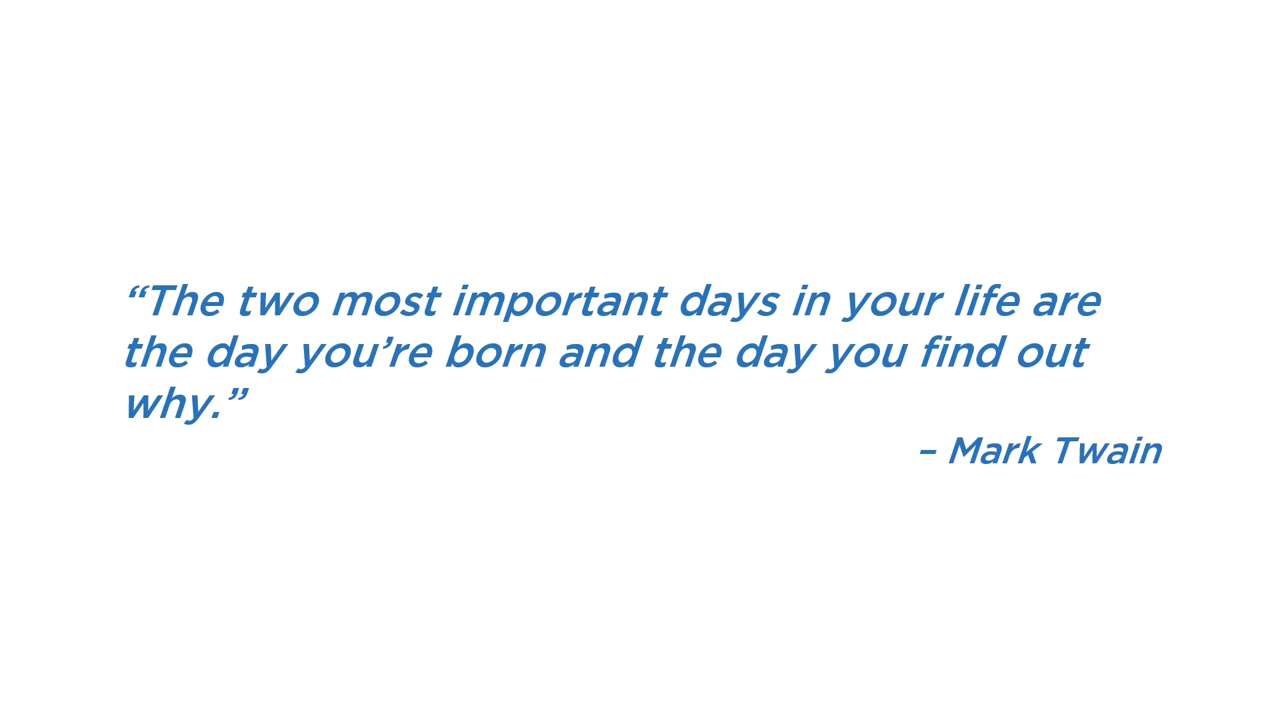 “The two most important days in your life are
the day you’re born and the day you find out
why.”
– Mark Twain